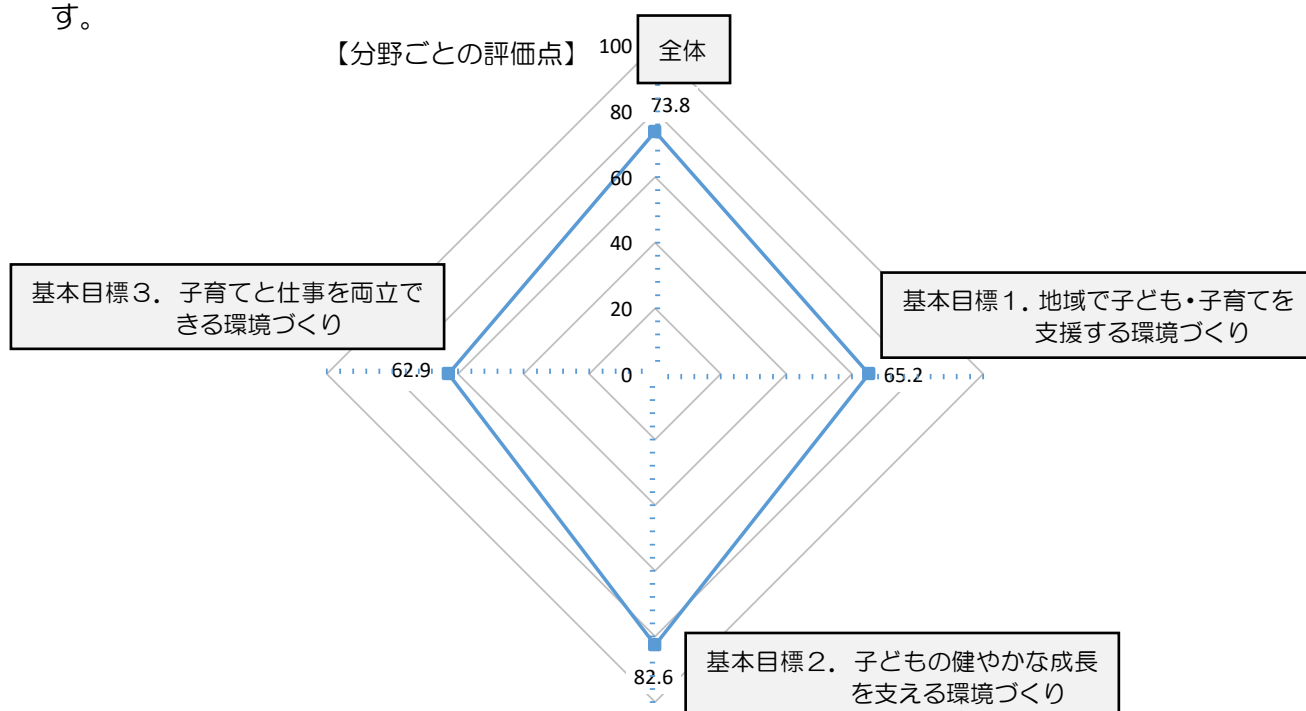 す。
【分野ごとの評価点】
全体
100
80
60
40
20
0
73.8
基本目標3．子育てと仕事を両立で
きる環境づくり
基本目標1．地域で子ども・子育てを
支援する環境づくり
62.9
65.2
82.6
基本目標2．子どもの健やかな成長
を支える環境づくり